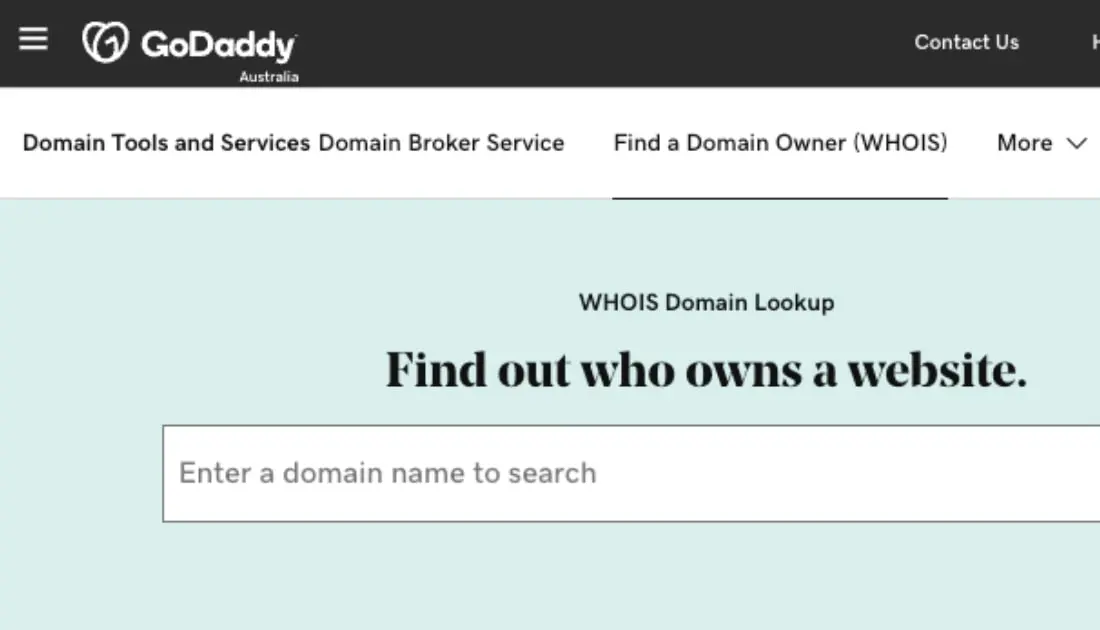 GoDaddy
Australia
Contact Us
Domain Tools and Services Domain Broker Service Find a Domain Owner (WHOIS) More
WHOIS Domain Lookup
Find out who owns a website.
Enter a domain name to search